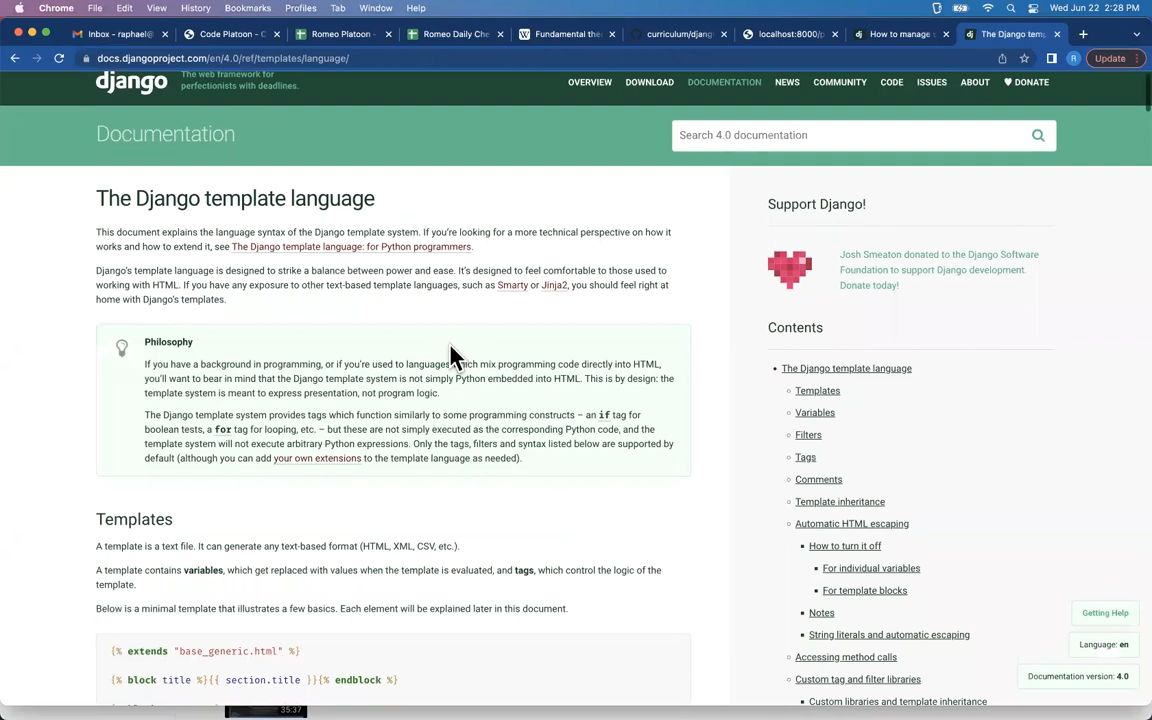 Chrome File Edit View History Bookmarks Profiles Tab Window Help Wed Jun 22 2:28 PM
Inbox - raphael@ Code Platoon - C Romeo Platoon - Romeo Daily Che Fundamental the curriculum/djang localhost:8000/p How to manage s The Django temp
docs.djangoproject.com/en/4.0/ref/templates/language/ R Update
django The web framework for
perfectionists with deadlines.
OVERVIEW DOWNLOAD DOCUMENTATION NEWS COMMUNITY CODE ISSUES ABOUT ♥ DONATE
Documentation
Search 4.0 documentation
The Django template language
This document explains the language syntax of the Django template system. If you're looking for a more technical perspective on how it
works and how to extend it, see The Django template language: for Python programmers.
Django's template language is designed to strike a balance between power and ease. It's designed to feel comfortable to those used to
working with HTML. If you have any exposure to other text-based template languages, such as Smarty or Jinja2, you should feel right at
home with Django's templates.
Philosophy
If you have a background in programming, or if you're used to languages which mix programming code directly into HTML,
you'll want to bear in mind that the Django template system is not simply Python embedded into HTML. This is by design: the
template system is meant to express presentation, not program logic.
The Django template system provides tags which function similarly to some programming constructs – an if tag for
boolean tests, a for tag for looping, etc. – but these are not simply executed as the corresponding Python code, and the
template system will not execute arbitrary Python expressions. Only the tags, filters and syntax listed below are supported by
default (although you can add your own extensions to the template language as needed).
Templates
A template is a text file. It can generate any text-based format (HTML, XML, CSV, etc.).
A template contains variables, which get replaced with values when the template is evaluated, and tags, which control the logic of the
template.
Below is a minimal template that illustrates a few basics. Each element will be explained later in this document.
{% extends "base_generic.html" %}
{% block title %}{{ section.title }}{% endblock %}
Support Django!
Josh Smeaton donated to the Django Software
Foundation to support Django development.
Donate today!
Contents
The Django template language
Templates
Variables
Filters
Tags
Comments
Template inheritance
Automatic HTML escaping
How to turn it off
For individual variables
For template blocks
Notes
String literals and automatic escaping
Accessing method calls
Custom tag and filter libraries
Custom libraries and template inheritance
Getting Help
Language: en
Documentation version: 4.0
35:37